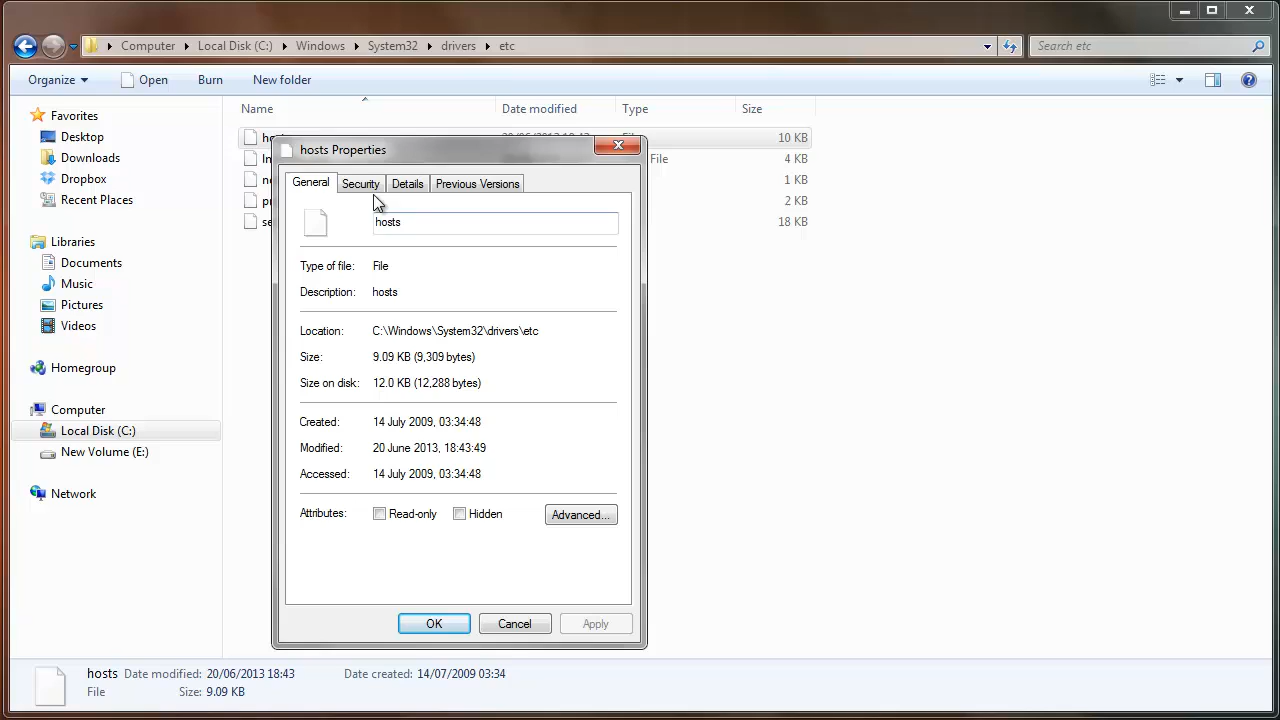 Computer Local Disk (C:) Windows System32 drivers etc Search etc
Organize Open Burn New folder
Favorites
Desktop
Downloads
Dropbox
Recent Places
Libraries
Documents
Music
Pictures
Videos
Homegroup
Computer
Local Disk (C:)
New Volume (E:)
Network
Name Date modified Type Size
10 KB
File 4 KB
1 KB
2 KB
18 KB
hosts Properties
General Security Details Previous Versions
hosts
Type of file: File
Description: hosts
Location: C:\Windows\System32\drivers\etc
Size: 9.09 KB (9,309 bytes)
Size on disk: 12.0 KB (12,288 bytes)
Created: 14 July 2009, 03:34:48
Modified: 20 June 2013, 18:43:49
Accessed: 14 July 2009, 03:34:48
Attributes: Read-only Hidden Advanced...
OK Cancel Apply
hosts Date modified: 20/06/2013 18:43 Date created: 14/07/2009 03:34
File Size: 9.09 KB